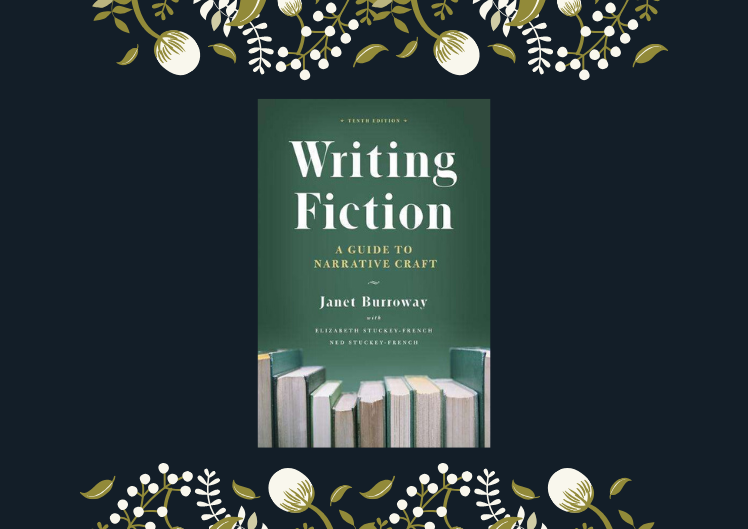 TENTH EDITION
Writing
Fiction
A GUIDE TO
NARRATIVE CRAFT
Janet Burroway
with
ELIZABETH STUCKEY-FRENCH
NED STUCKEY-FRENCH